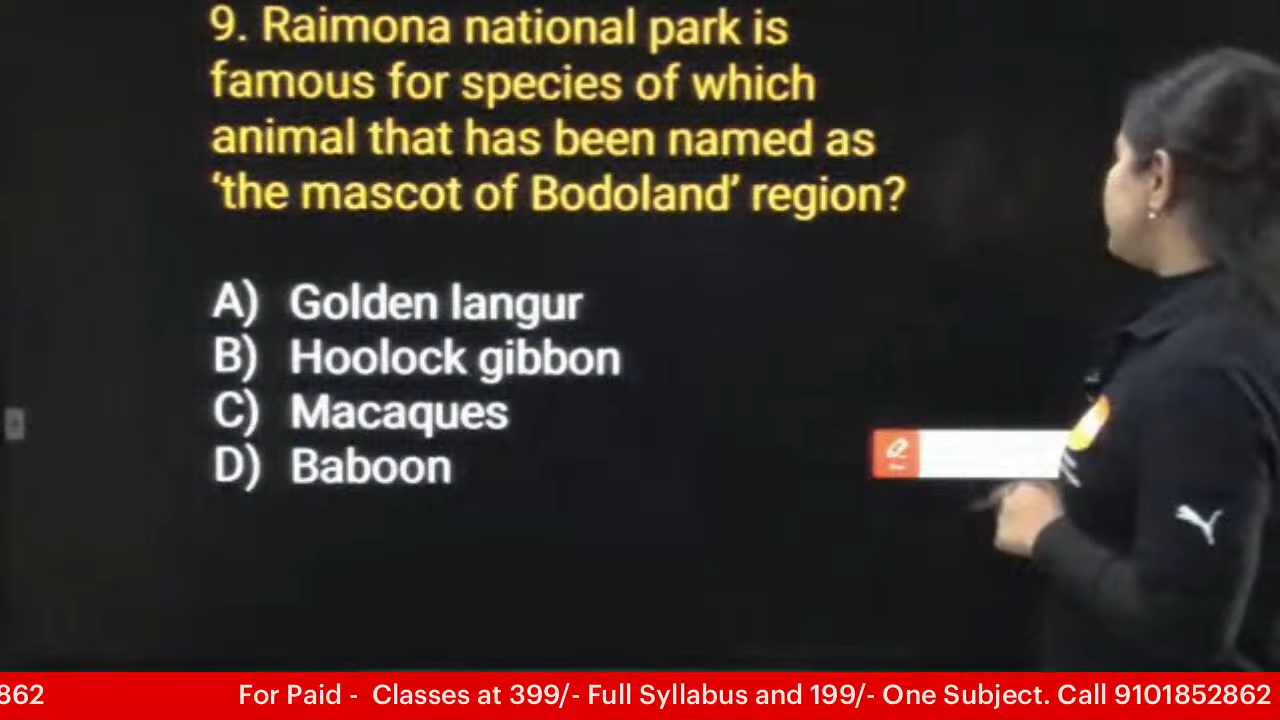 9. Raimona national park is
famous for species of which
animal that has been named as
‘the mascot of Bodoland’ region?
A) Golden langur
B) Hoolock gibbon
C) Macaques
D) Baboon
862 For Paid - Classes at 399/- Full Syllabus and 199/- One Subject. Call 9101852862